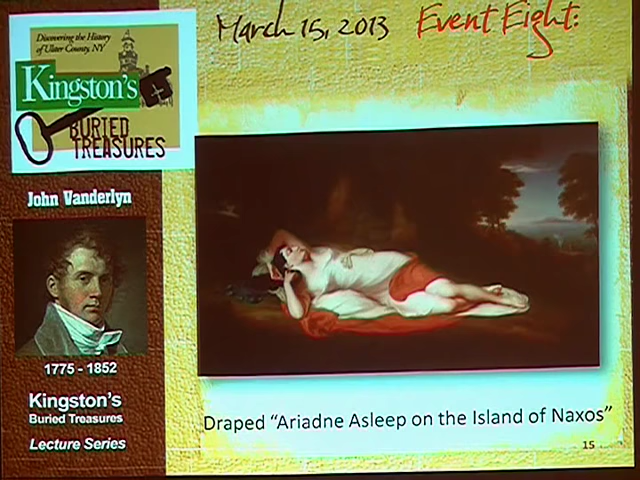 March 15, 2013 Event Eight:
Discovering the History
of Ulster County, NY
Kingston's
BURIED
TREASURES
John Vanderlyn
1775 - 1852
Kingston's
Buried Treasures
Lecture Series
Draped "Ariadne Asleep on the Island of Naxos"
15